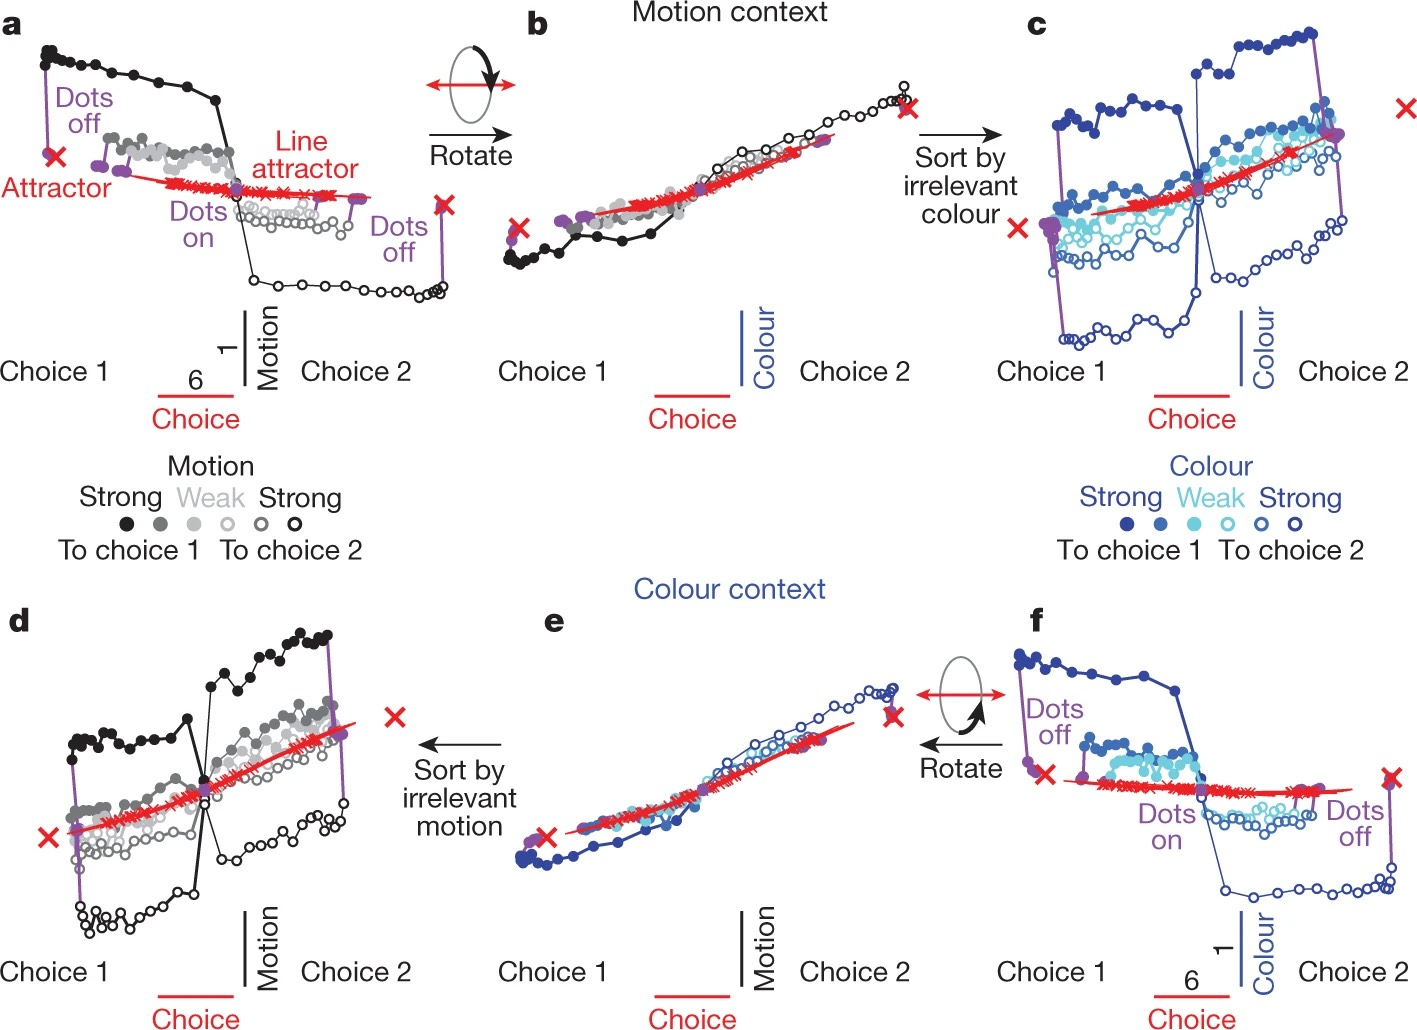 a
b
Motion context
c
Dots
off
Line
attractor
Attractor
Dots
on
Dots
off
Rotate
Sort by
irrelevant
colour
Choice 1
1
Motion
6
Choice 2
Choice
Choice 1
Colour
Choice 2
Choice
Choice 1
Colour
Choice 2
Choice
Motion
Strong Weak Strong
To choice 1 To choice 2
Colour
Strong Weak Strong
To choice 1 To choice 2
Colour context
d
e
f
Sort by
irrelevant
motion
Rotate
Dots
off
Dots
on
Dots
off
Choice 1
Motion
Choice 2
Choice
Choice 1
Motion
Choice 2
Choice
Choice 1
1
Colour
6
Choice 2
Choice